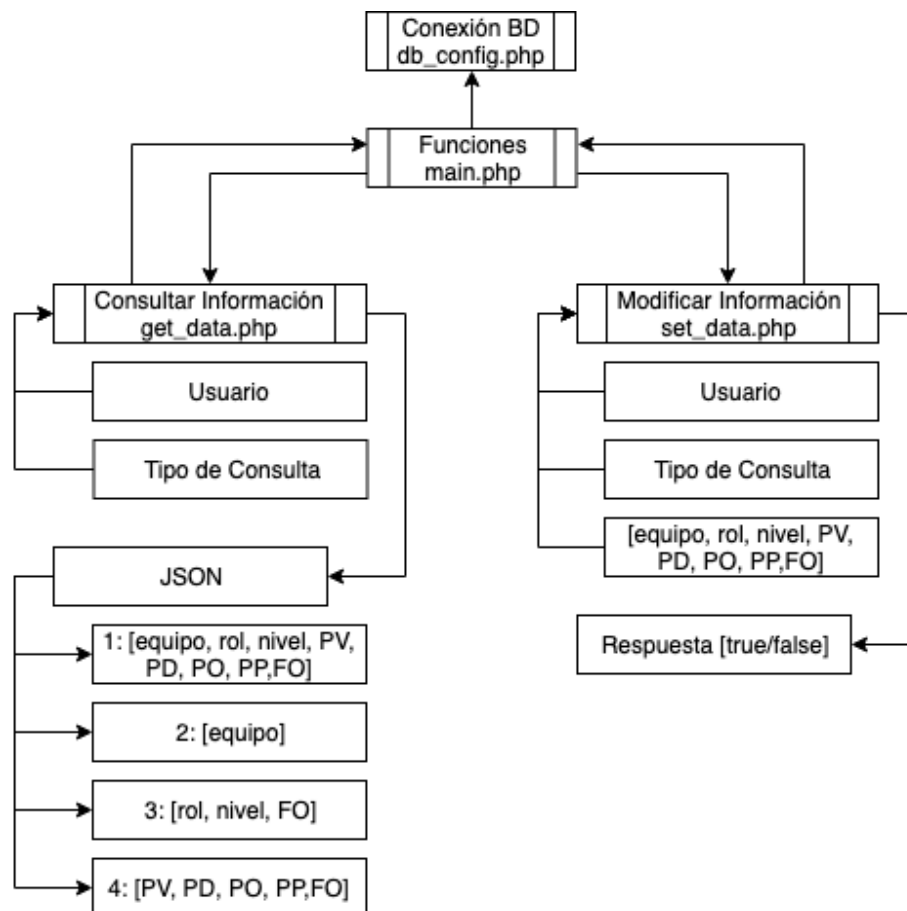 Conexión BD
db_config.php
Funciones
main.php
Consultar Información
get_data.php
Usuario
Tipo de Consulta
JSON
1: [equipo, rol, nivel, PV,
PD, PO, PP,FO]
2: [equipo]
3: [rol, nivel, FO]
4: [PV, PD, PO, PP,FO]
Modificar Información
set_data.php
Usuario
Tipo de Consulta
[equipo, rol, nivel, PV,
PD, PO, PP,FO]
Respuesta [true/false]